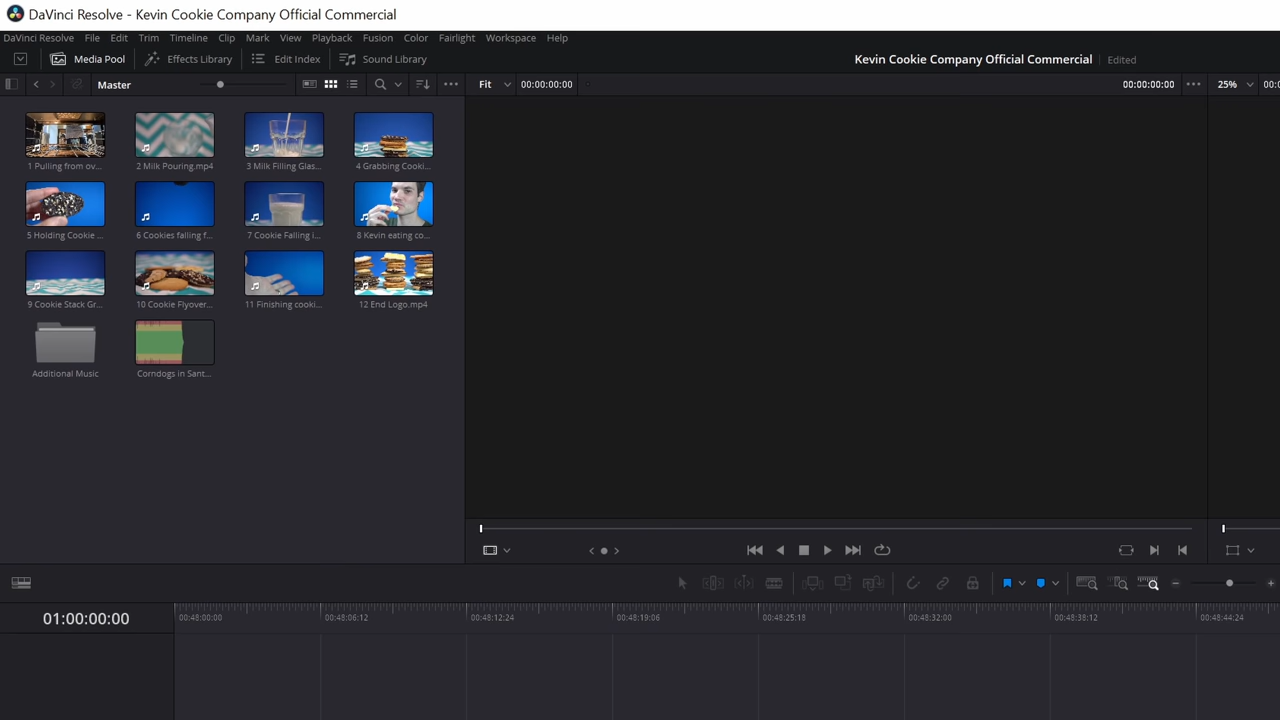 DaVinci Resolve - Kevin Cookie Company Official Commercial
DaVinci Resolve File Edit Trim Timeline Clip Mark View Playback Fusion Color Fairlight Workspace Help
Media Pool Effects Library Edit Index Sound Library Kevin Cookie Company Official Commercial Edited
Master Fit 00:00:00:00 00:00:00:00 25% 00:0
1 Pulling from ov... 2 Milk Pouring.mp4 3 Milk Filling Glas... 4 Grabbing Cooki...
5 Holding Cookie ... 6 Cookies falling f... 7 Cookie Falling i... 8 Kevin eating co...
9 Cookie Stack Gr... 10 Cookie Flyover... 11 Finishing cooki... 12 End Logo.mp4
Additional Music Corndogs in Sant...
01:00:00:00 00:48:00:00 00:48:06:12 00:48:12:24 00:48:19:06 00:48:25:18 00:48:32:00 00:48:38:12 00:48:44:24